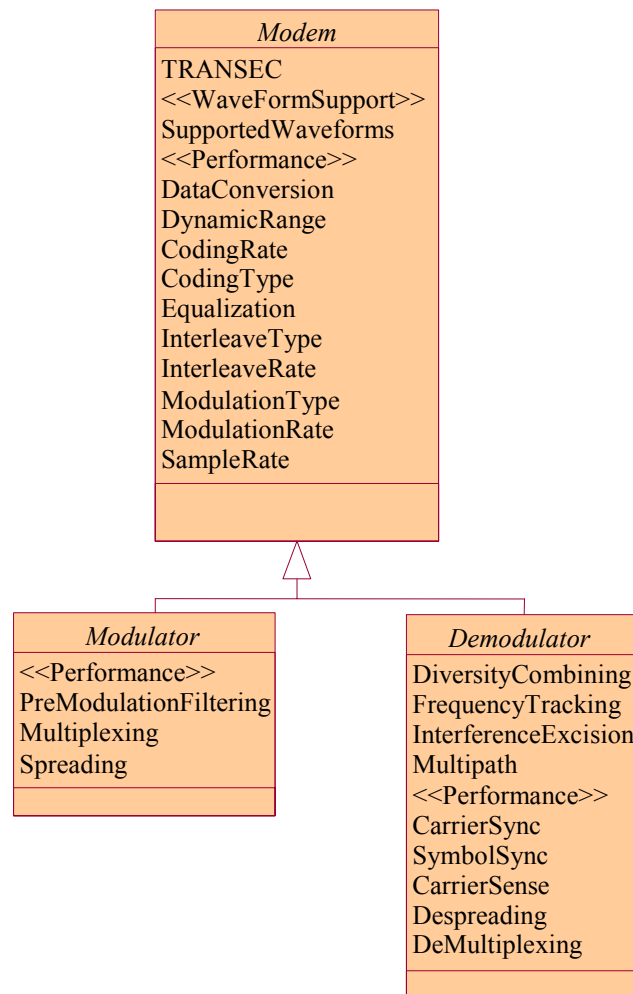 Modem
TRANSEC
<<WaveFormSupport>>
SupportedWaveforms
<<Performance>>
DataConversion
DynamicRange
CodingRate
CodingType
Equalization
InterleaveType
InterleaveRate
ModulationType
ModulationRate
SampleRate
Modulator
<<Performance>>
PreModulationFiltering
Multiplexing
Spreading
Demodulator
DiversityCombining
FrequencyTracking
InterferenceExcision
Multipath
<<Performance>>
CarrierSync
SymbolSync
CarrierSense
Despreading
DeMultiplexing